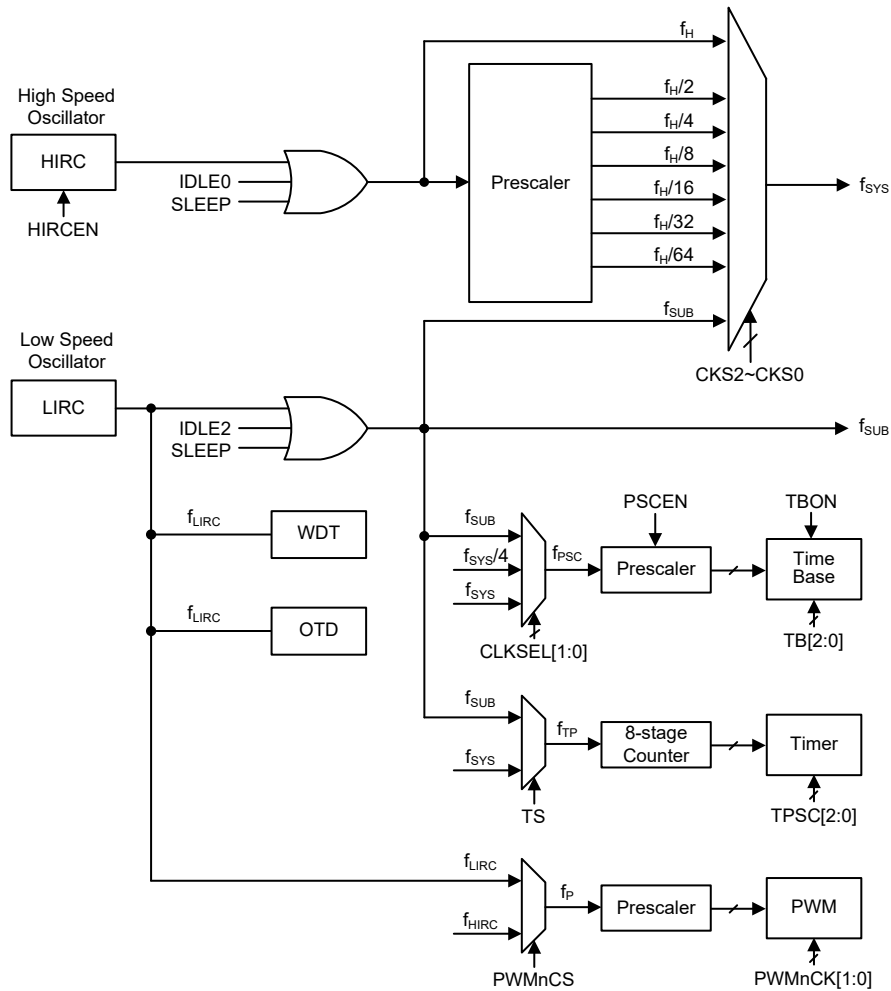 High Speed
Oscillator
HIRC
HIRCEN
IDLE0
SLEEP
Prescaler
fH
fH/2
fH/4
fH/8
fH/16
fH/32
fH/64
fSUB
CKS2~CKS0
fSYS
Low Speed
Oscillator
LIRC
IDLE2
SLEEP
fSUB
fLIRC
WDT
fLIRC
OTD
fSUB
fSYS/4
fSYS
CLKSEL[1:0]
fPSC
PSCEN
Prescaler
TBON
Time
Base
TB[2:0]
fSUB
fSYS
TS
fTP
8-stage
Counter
Timer
TPSC[2:0]
fLIRC
fHIRC
PWMnCS
fP
Prescaler
PWM
PWMnCK[1:0]